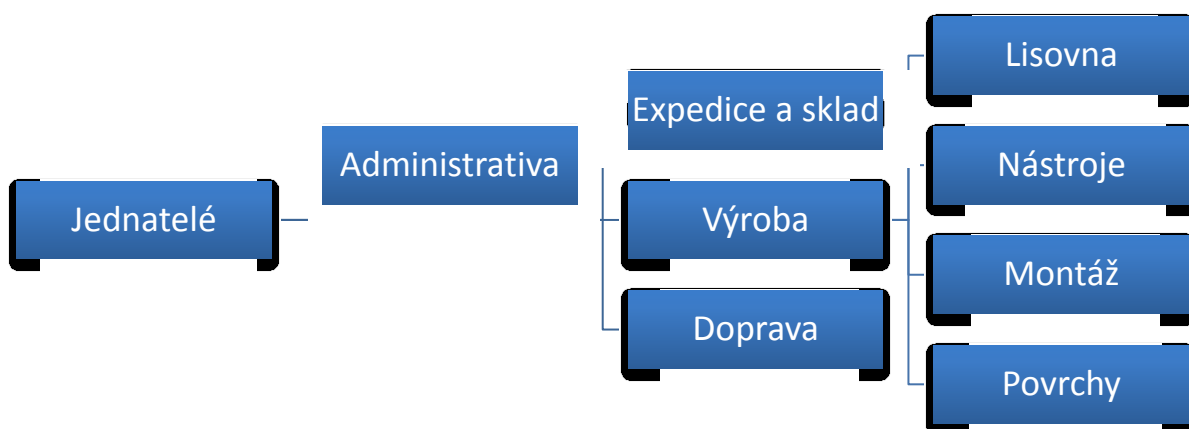 Jednatelé
Administrativa
Expedice a sklad
Výroba
Doprava
Lisovna
Nástroje
Montáž
Povrchy